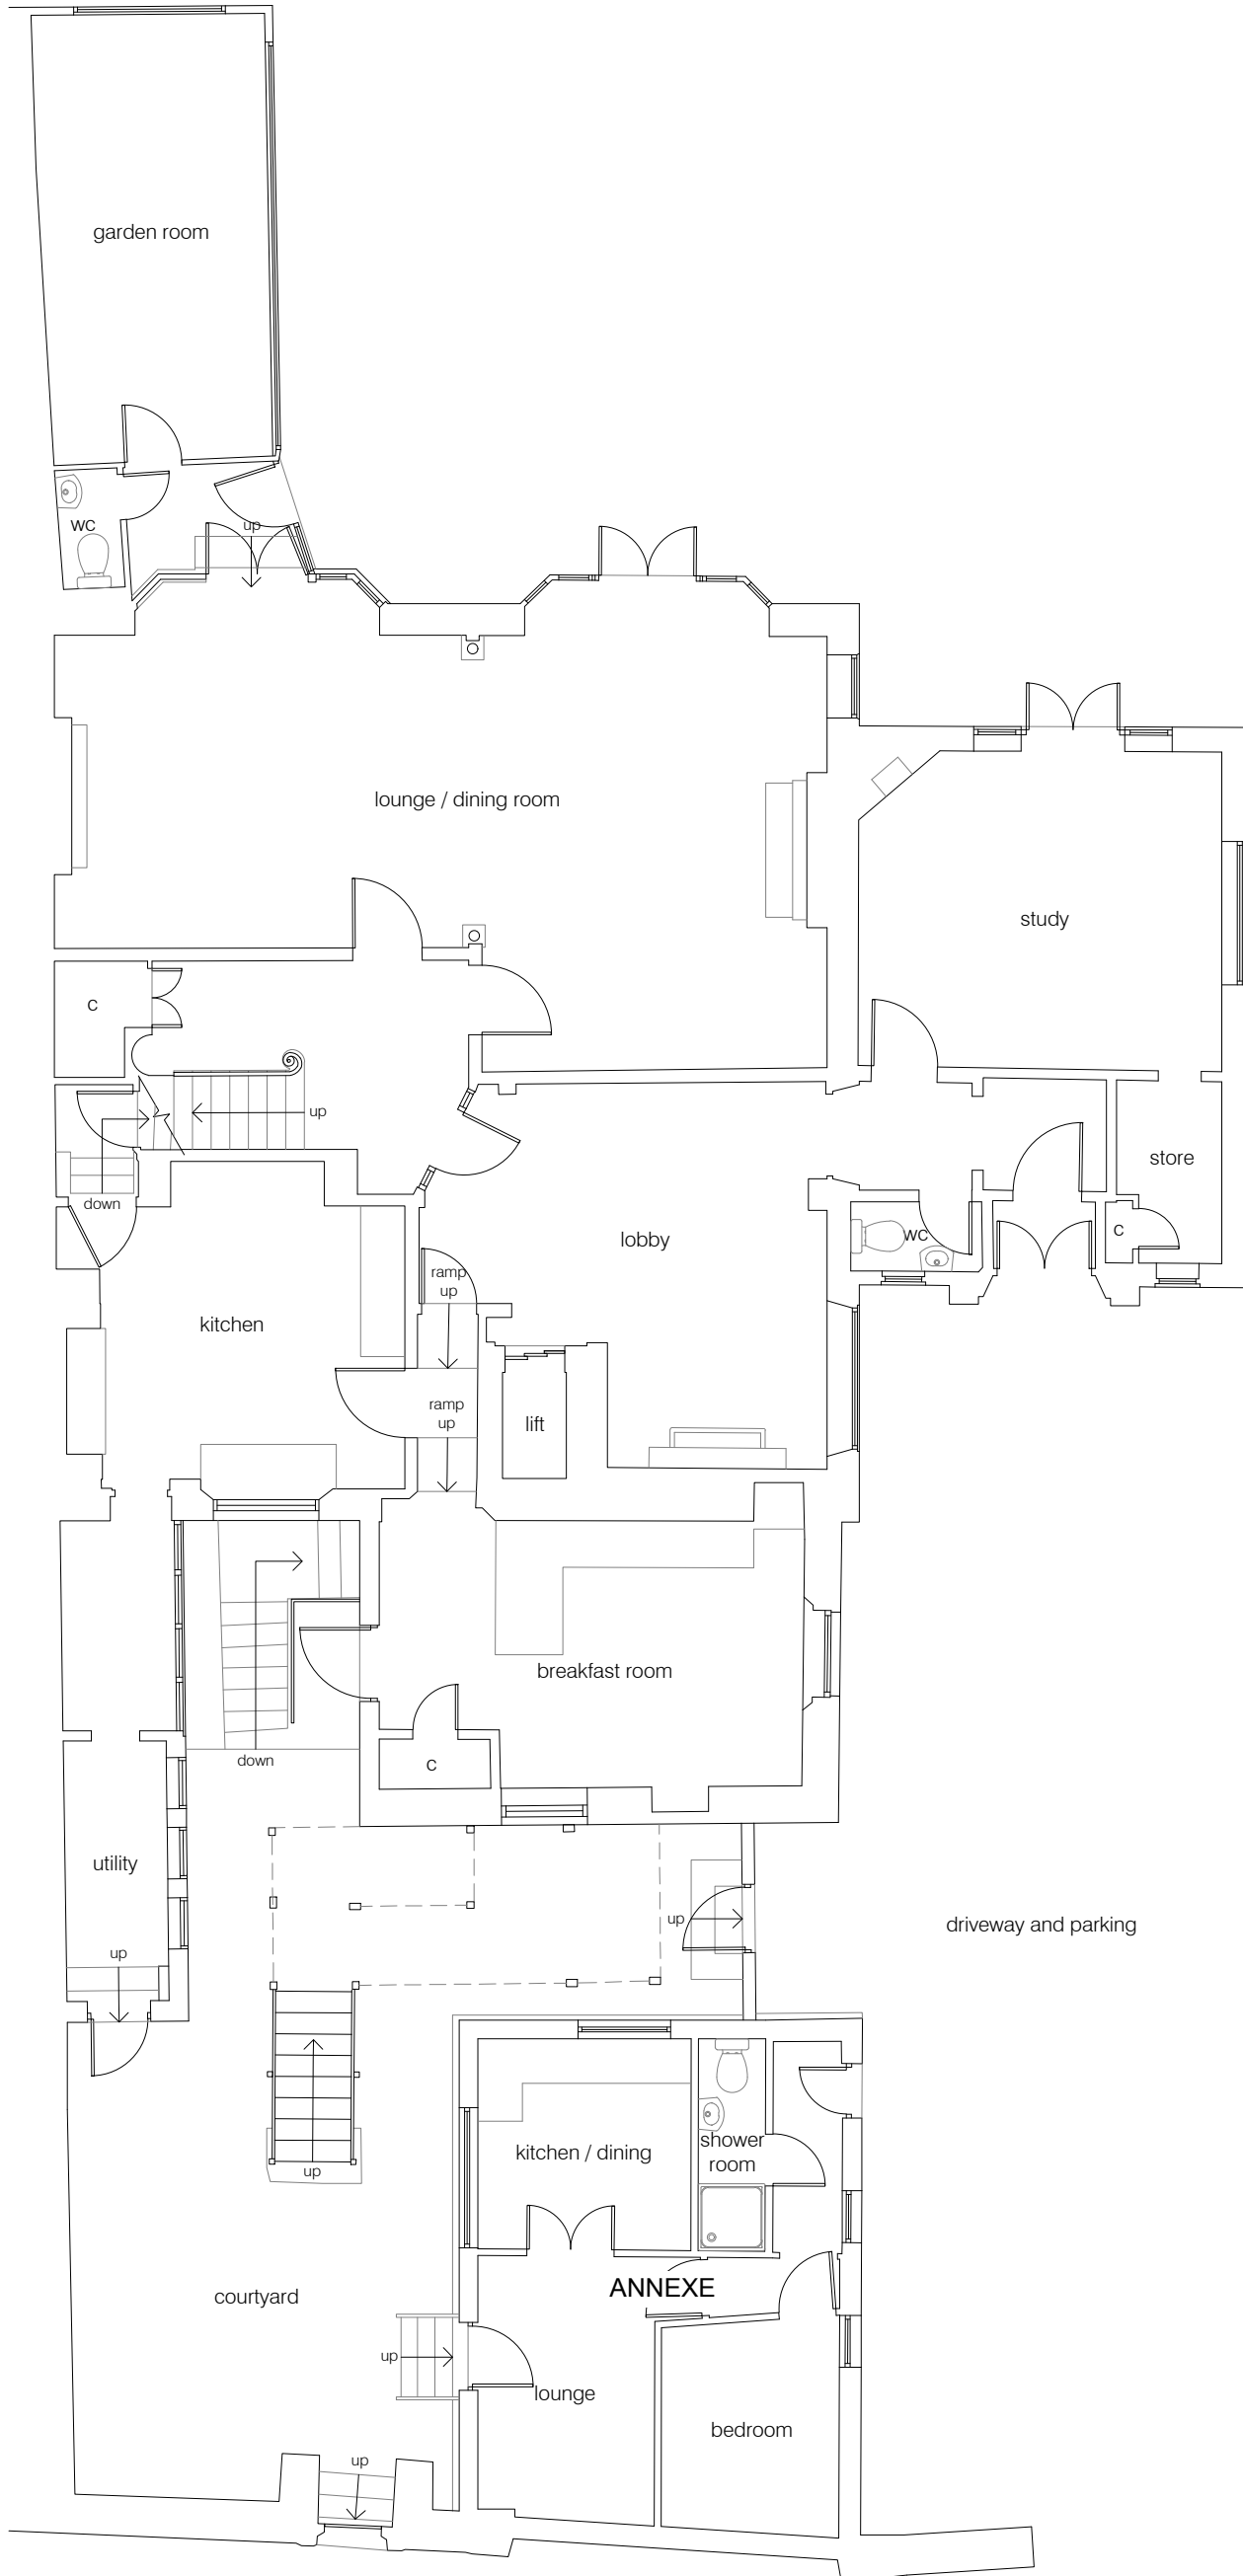 garden room
WC
up
lounge / dining room
study
C
up
down
store
WC
C
lobby
ramp
up
kitchen
ramp
up
lift
breakfast room
down
C
utility
up
up
driveway and parking
kitchen / dining
shower
room
up
ANNEXE
courtyard
up
lounge
bedroom
up